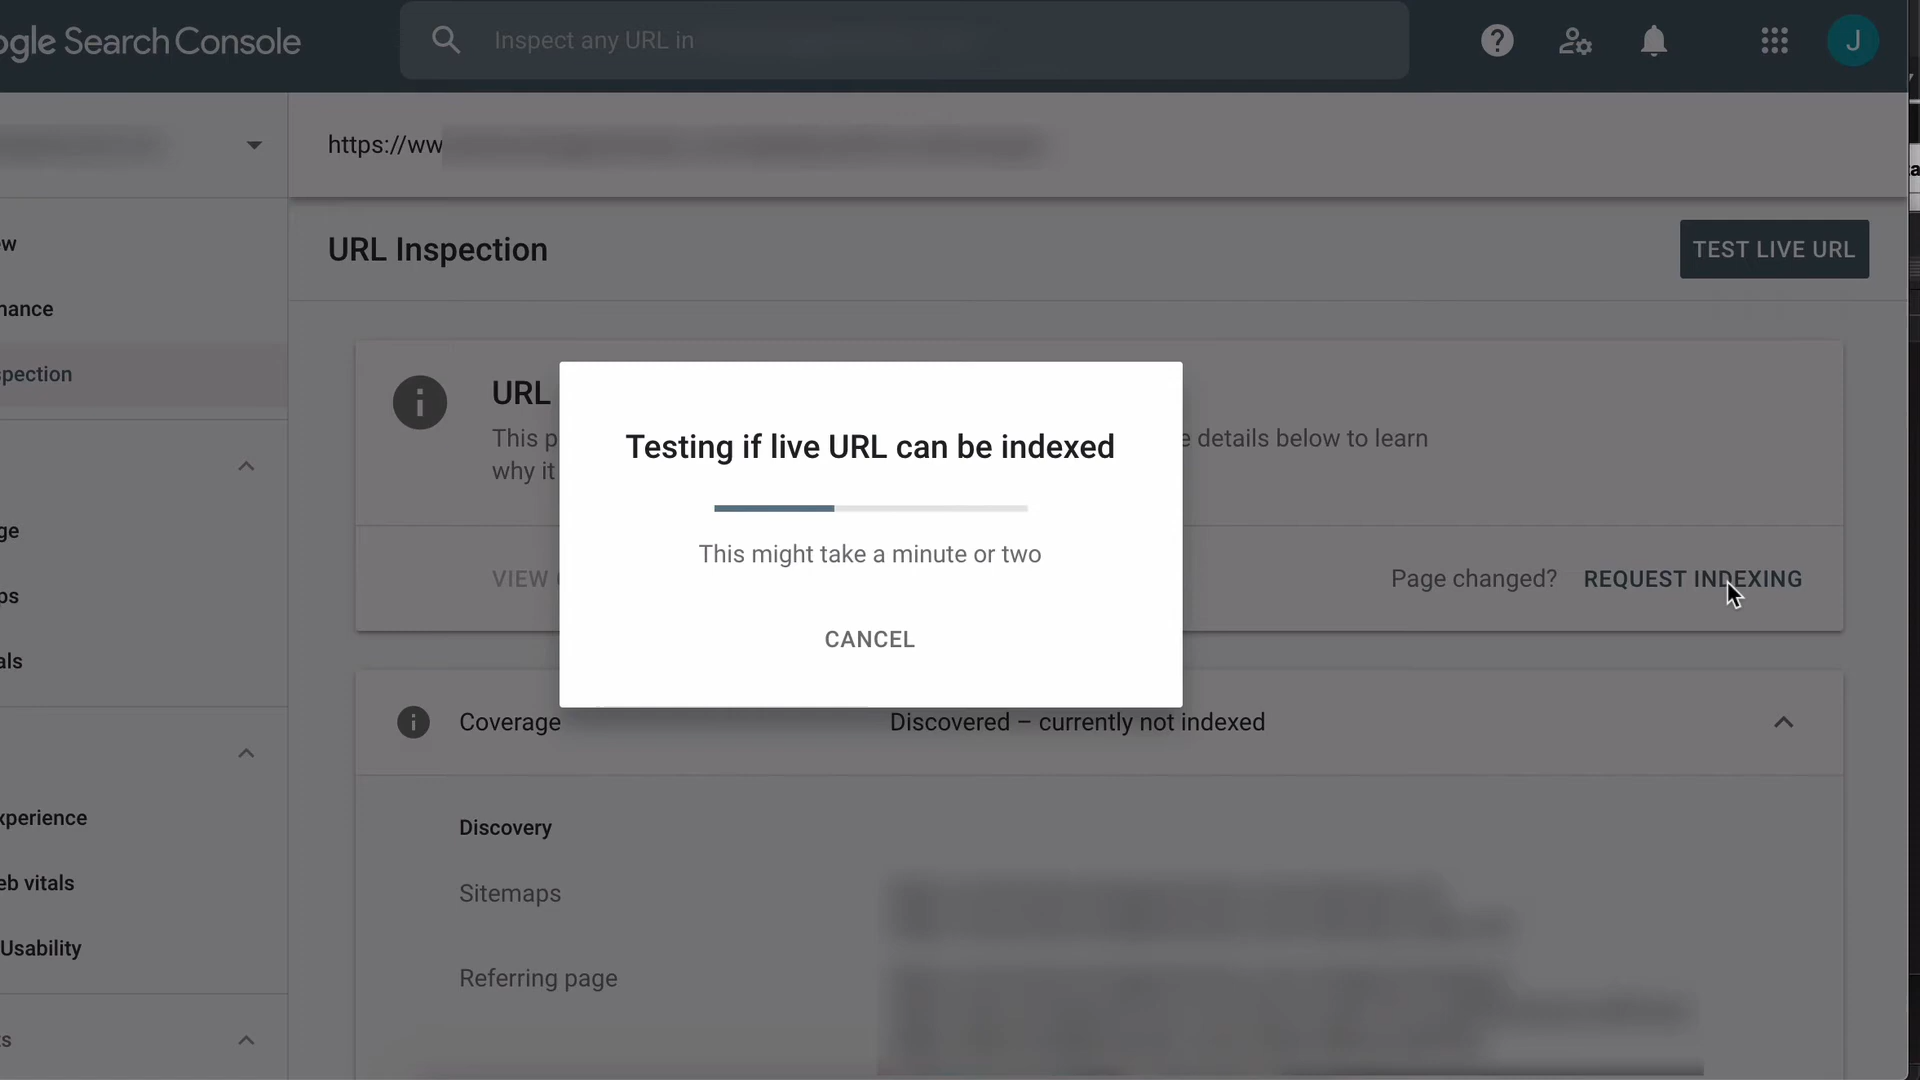 ogle Search Console
Inspect any URL in
J
https://ww
URL Inspection
TEST LIVE URL
w
nance
spection
URL
This p
e details below to learn
why it
Testing if live URL can be indexed
This might take a minute or two
CANCEL
VIEW
Page changed?
REQUEST INDEXING
ge
ps
als
Coverage
Discovered – currently not indexed
xperience
eb vitals
Usability
ts
Discovery
Sitemaps
Referring page